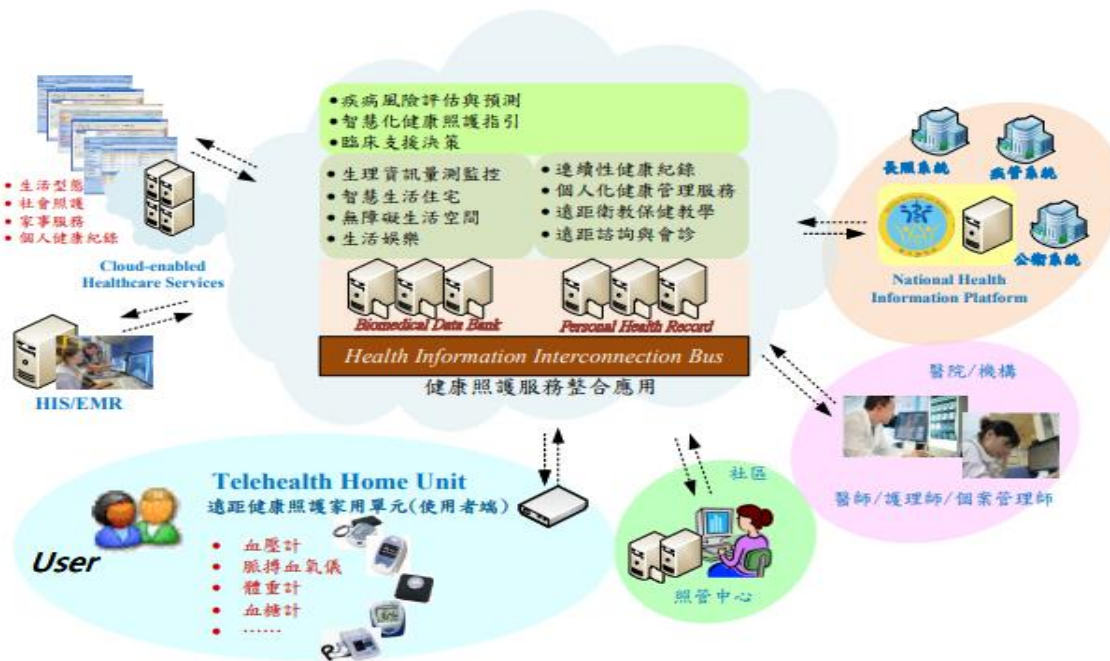 • 疾病風險評估與預測
• 智慧化健康照護指引
• 臨床支援決策
• 生理資訊量測監控
• 智慧生活住宅
• 無障礙生活空間
• 生活娛樂
• 連續性健康紀錄
• 個人化健康管理服務
• 遠距衛教保健教學
• 遠距諮詢與會診
Biomedical Data Bank
Personal Health Record
Health Information Interconnection Bus
健康照護服務整合應用
• 生活型態
• 社會照護
• 家事服務
• 個人健康紀錄
Cloud-enabled
Healthcare Services
HIS/EMR
長照系統
疾管系統
公衛系統
National Health
Information Platform
醫院/機構
醫師/護理師/個案管理師
社區
照管中心
Telehealth Home Unit
遠距健康照護家用單元(使用者端)
User
• 血壓計
• 脈搏血氧儀
• 體重計
• 血糖計
• ……